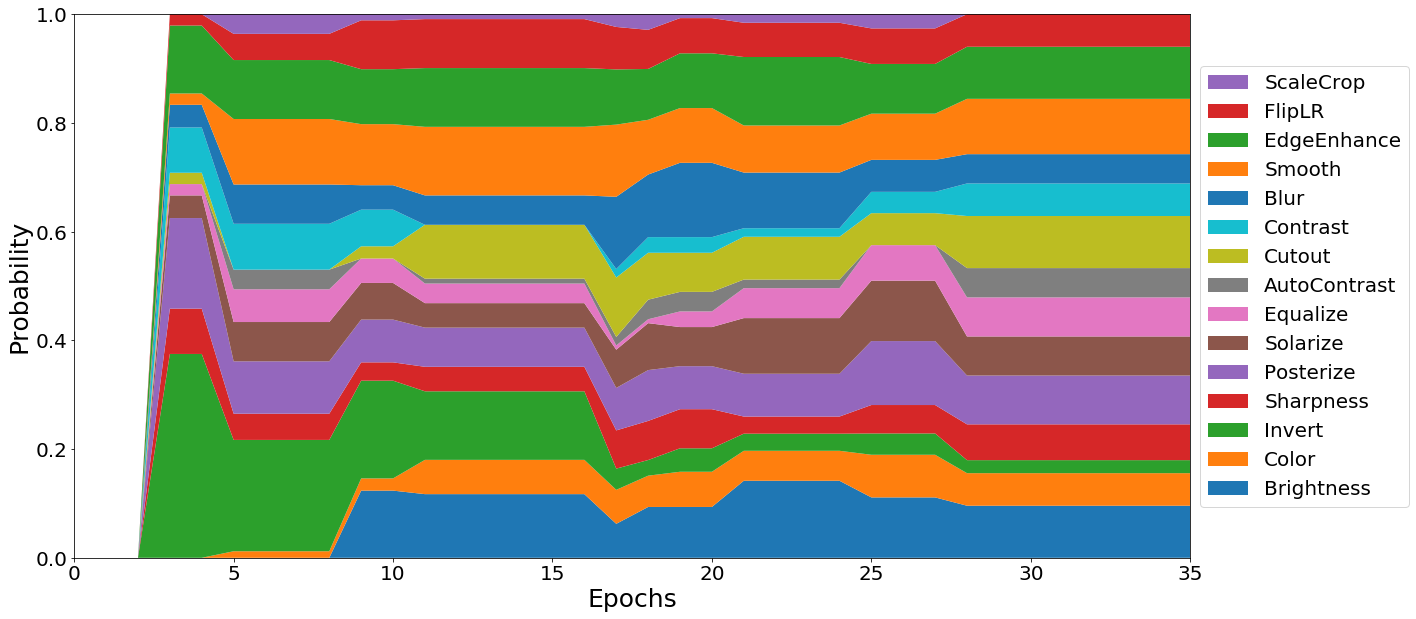 1.0
0.8
0.6
0.4
0.2
0.0
Probability
0 5 10 15 20 25 30 35
Epochs
ScaleCrop
FlipLR
EdgeEnhance
Smooth
Blur
Contrast
Cutout
AutoContrast
Equalize
Solarize
Posterize
Sharpness
Invert
Color
Brightness